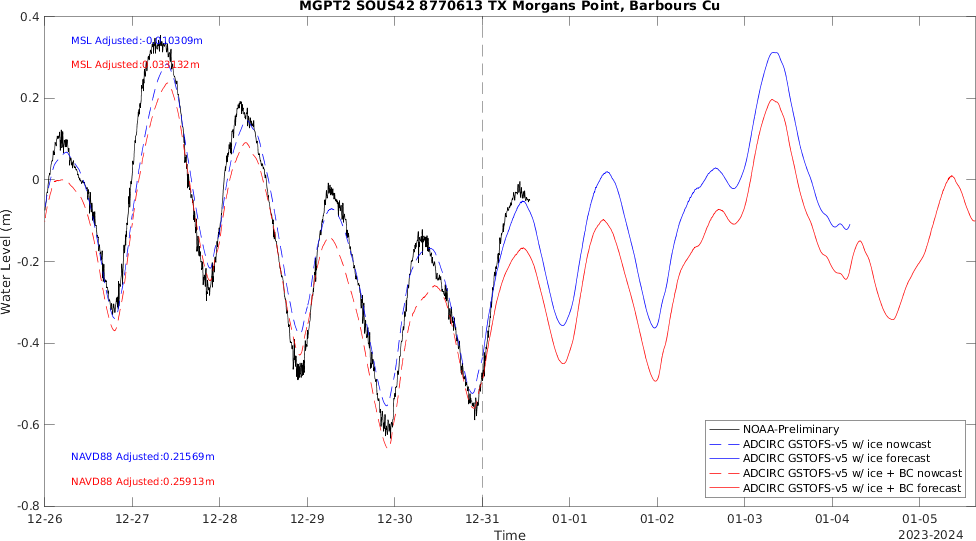 MGPT2 SOUS42 8770613 TX Morgans Point, Barbours Cu
0.4
0.2
0
-0.2
-0.4
-0.6
-0.8
Water Level (m)
MSL Adjusted:-0.010309m
MSL Adjusted:0.033132m
NAVD88 Adjusted:0.21569m
NAVD88 Adjusted:0.25913m
NOAA-Preliminary
ADCIRC GSTOFS-v5 w/ ice nowcast
ADCIRC GSTOFS-v5 w/ ice forecast
ADCIRC GSTOFS-v5 w/ ice + BC nowcast
ADCIRC GSTOFS-v5 w/ ice + BC forecast
12-26 12-27 12-28 12-29 12-30 12-31 01-01 01-02 01-03 01-04 01-05
Time
2023-2024